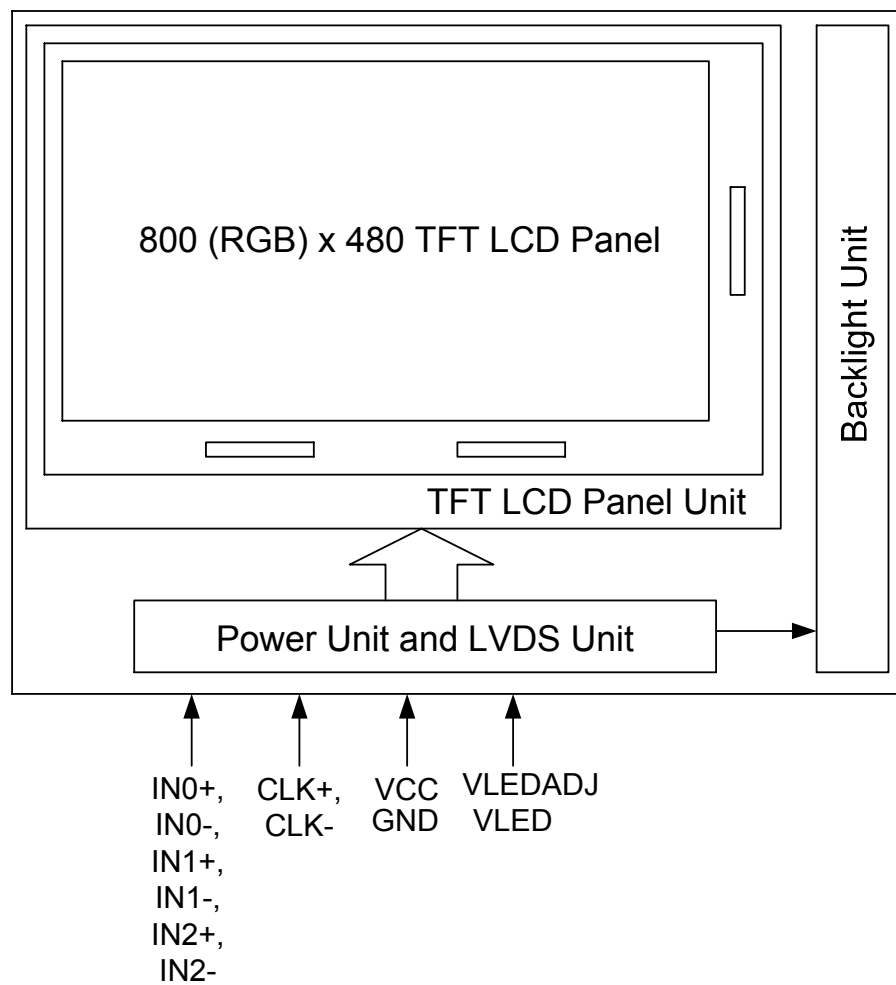 800 (RGB) x 480 TFT LCD Panel
Backlight Unit
TFT LCD Panel Unit
Power Unit and LVDS Unit
IN0+,
IN0-,
IN1+,
IN1-,
IN2+,
IN2-
CLK+,
CLK-
VCC
GND
VLEDADJ
VLED